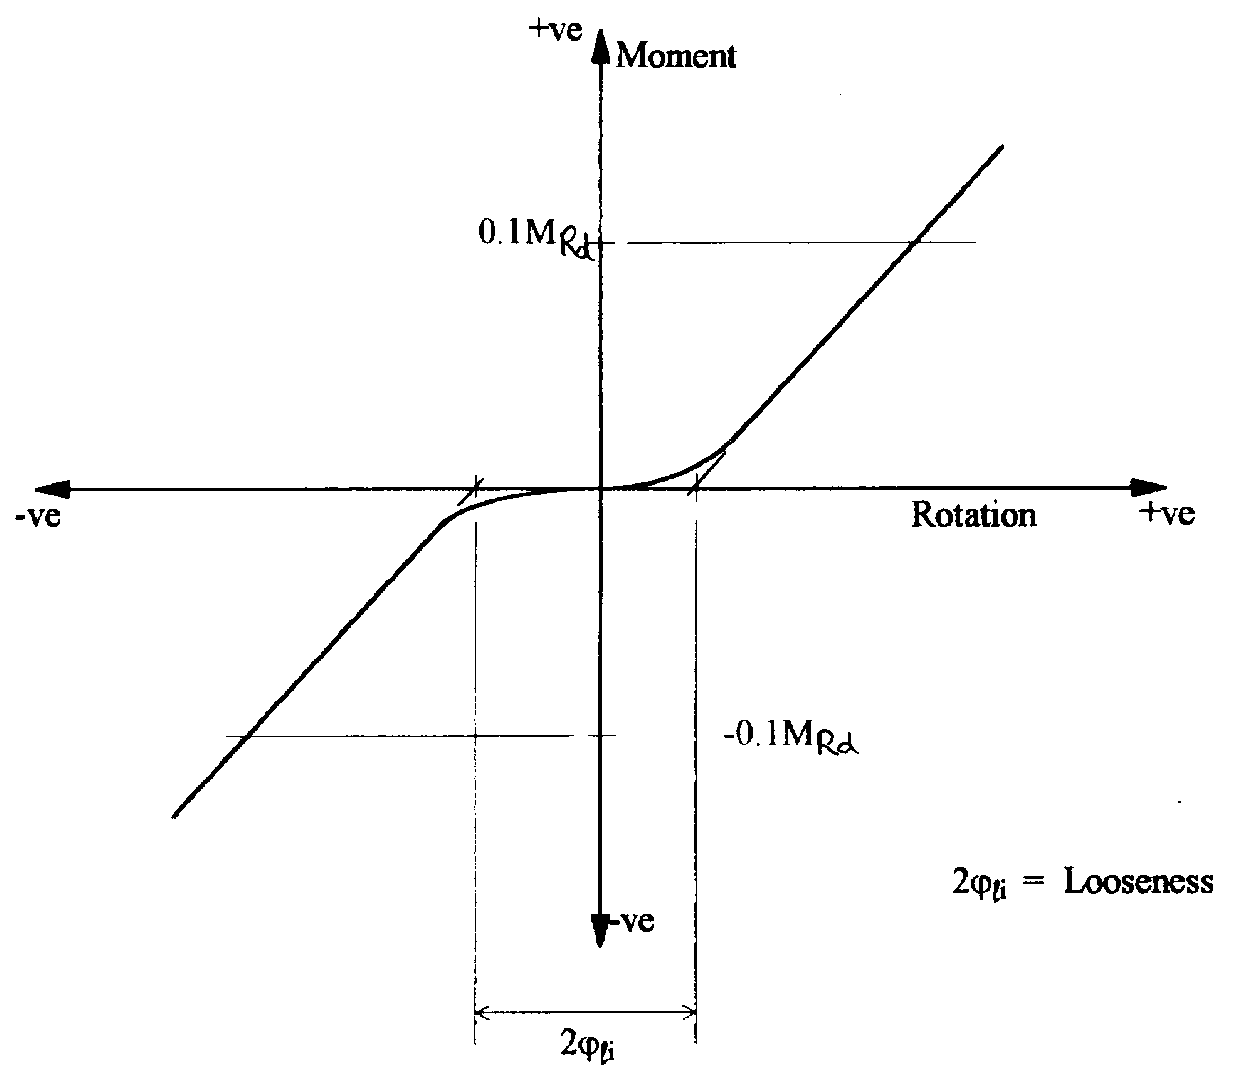 +ve
Moment
0.1MRd
-ve
Rotation
+ve
-0.1MRd
2φℓi = Looseness
-ve
2φℓi